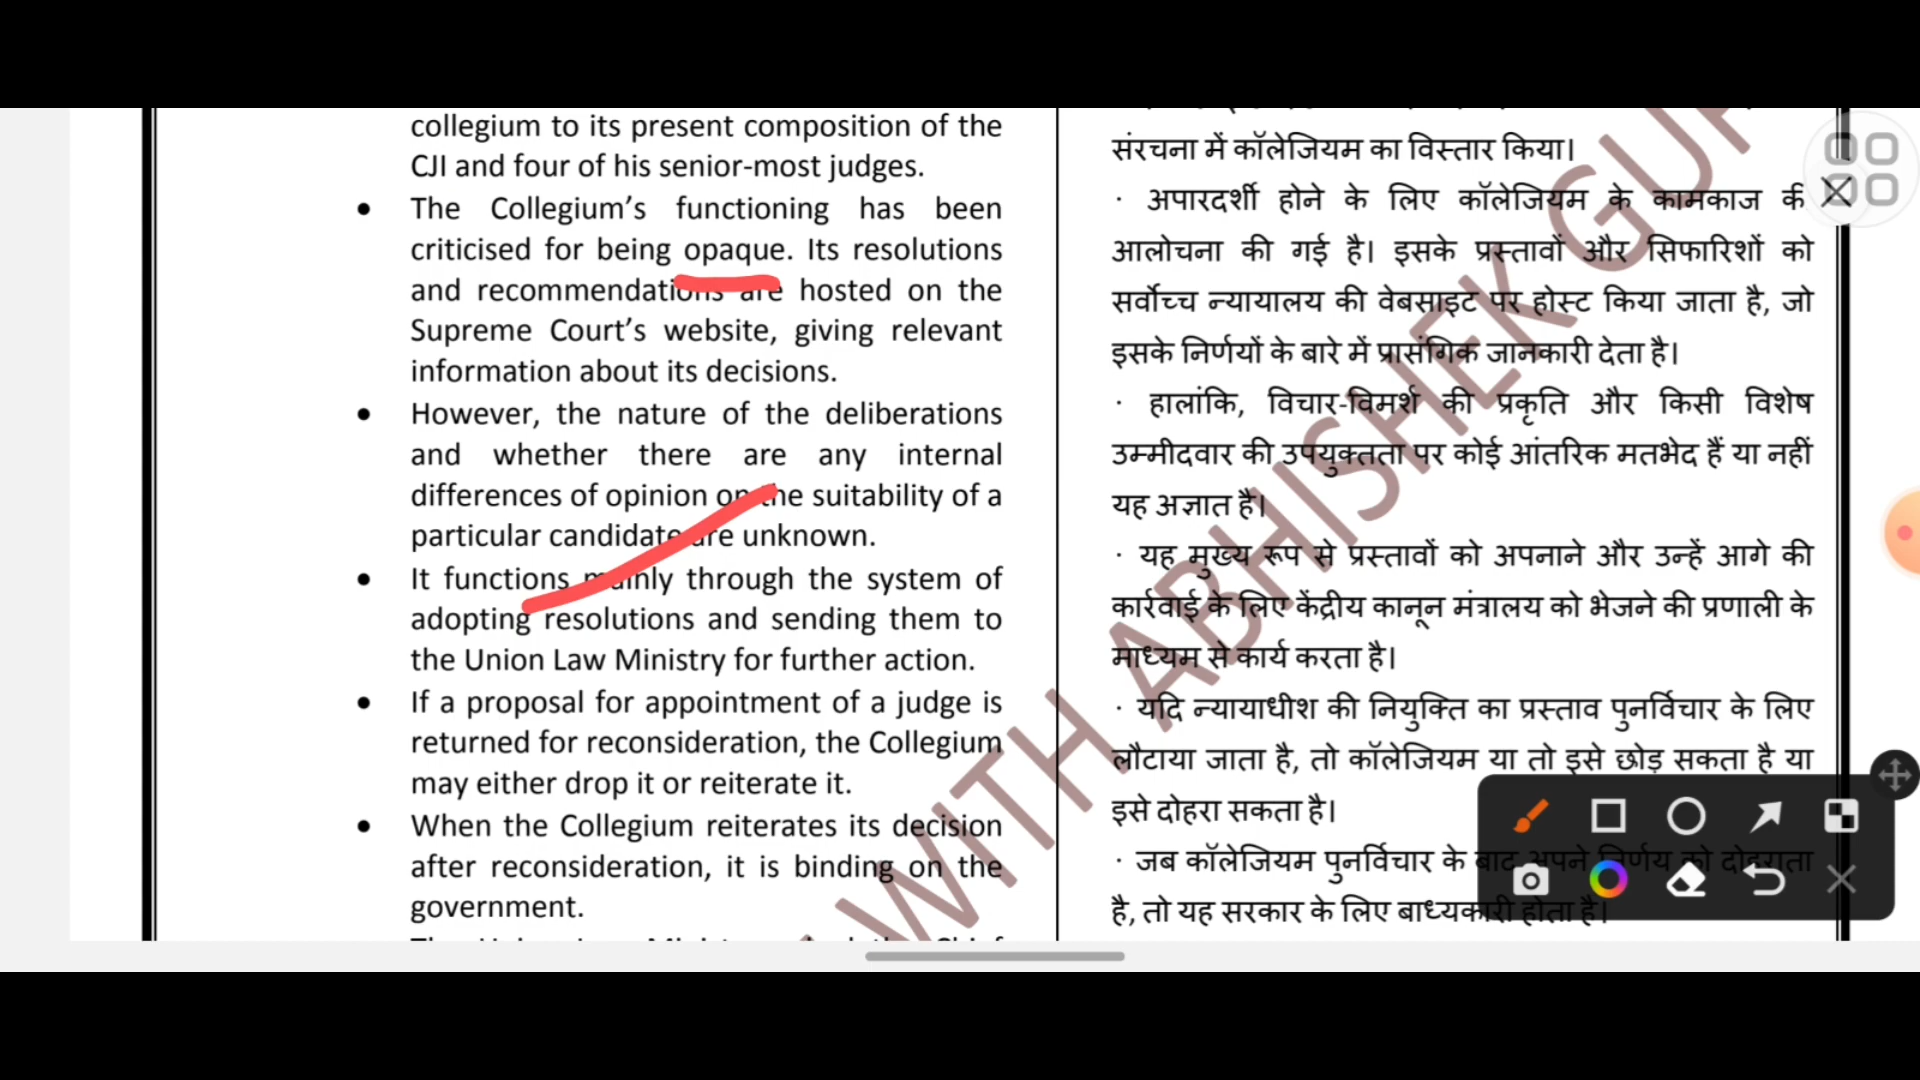 collegium to its present composition of the
CJI and four of his senior-most judges.
• The Collegium’s functioning has been
criticised for being opaque. Its resolutions
and recommendations are hosted on the
Supreme Court’s website, giving relevant
information about its decisions.
• However, the nature of the deliberations
and whether there are any internal
differences of opinion on the suitability of a
particular candidate are unknown.
• It functions mainly through the system of
adopting resolutions and sending them to
the Union Law Ministry for further action.
• If a proposal for appointment of a judge is
returned for reconsideration, the Collegium
may either drop it or reiterate it.
• When the Collegium reiterates its decision
after reconsideration, it is binding on the
government.
संरचना में कॉलेजियम का विस्तार किया।
· अपारदर्शी होने के लिए कॉलेजियम के कामकाज की
आलोचना की गई है। इसके प्रस्तावों और सिफारिशों को
सर्वोच्च न्यायालय की वेबसाइट पर होस्ट किया जाता है, जो
इसके निर्णयों के बारे में प्रासंगिक जानकारी देता है।
· हालांकि, विचार-विमर्श की प्रकृति और किसी विशेष
उम्मीदवार की उपयुक्तता पर कोई आंतरिक मतभेद हैं या नहीं
यह अज्ञात है।
· यह मुख्य रूप से प्रस्तावों को अपनाने और उन्हें आगे की
कार्रवाई के लिए केंद्रीय कानून मंत्रालय को भेजने की प्रणाली के
माध्यम से कार्य करता है।
· यदि न्यायाधीश की नियुक्ति का प्रस्ताव पुनर्विचार के लिए
लौटाया जाता है, तो कॉलेजियम या तो इसे छोड़ सकता है या
इसे दोहरा सकता है।
· जब कॉलेजियम पुनर्विचार के बाद अपने निर्णय को दोहराता
है, तो यह सरकार के लिए बाध्यकारी होता है।
WITH ABHISHEK